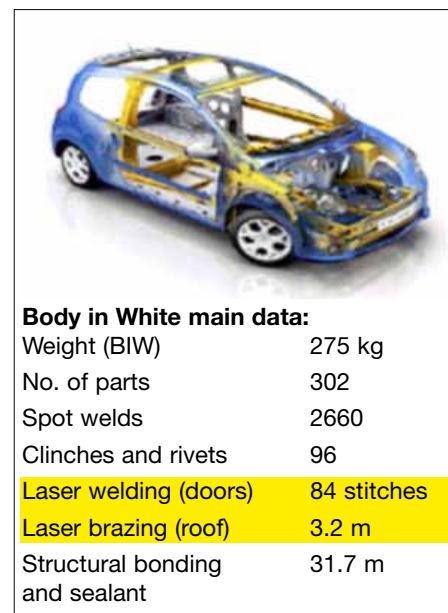 Body in White main data:
Weight (BIW) 275 kg
No. of parts 302
Spot welds 2660
Clinches and rivets 96
Laser welding (doors) 84 stitches
Laser brazing (roof) 3.2 m
Structural bonding 31.7 m
and sealant